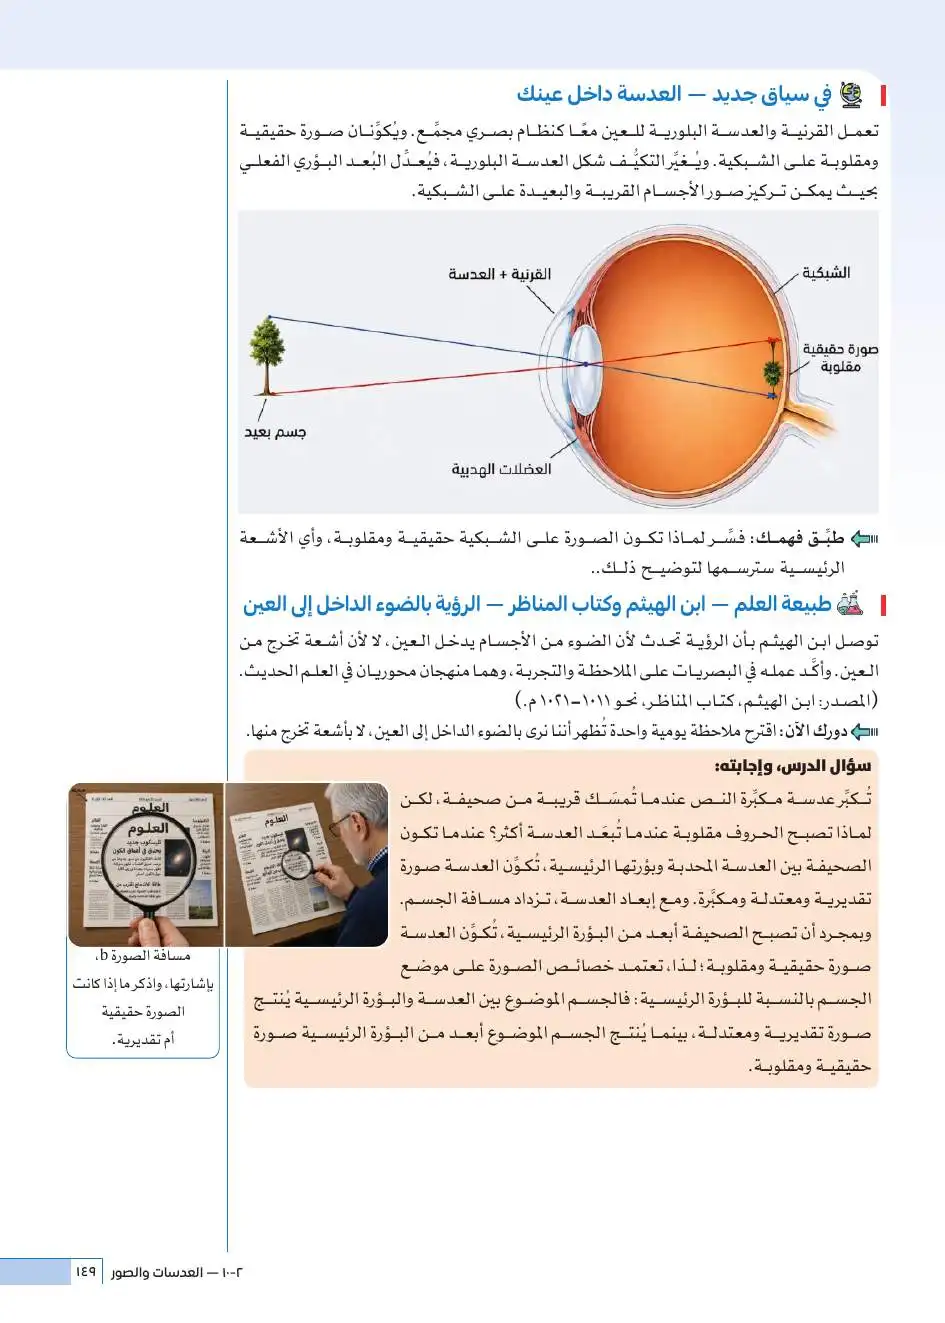 في سياق جديد — العدسة داخل عينك
تعمل القرنية والعدسة البلورية للعين معًا كنظام بصري مجمِّع. ويُكوِّنان صورة حقيقية
ومقلوبة على الشبكية. ويُغيِّر التكيُّف شكل العدسة البلورية، فيُعدِّل البُعد البؤري الفعلي
بحيث يمكن تركيز صور الأجسام القريبة والبعيدة على الشبكية.
القرنية + العدسة
الشبكية
صورة حقيقية
مقلوبة
جسم بعيد
العضلات الهدبية
طبِّق فهمك: فسِّر لماذا تكون الصورة على الشبكية حقيقية ومقلوبة، وأي الأشعة
الرئيسية سترسمها لتوضيح ذلك..
طبيعة العلم — ابن الهيثم وكتاب المناظر — الرؤية بالضوء الداخل إلى العين
توصل ابن الهيثم بأن الرؤية تحدث لأن الضوء من الأجسام يدخل العين، لا لأن أشعة تخرج من
العين. وأكَّد عمله في البصريات على الملاحظة والتجربة، وهما منهجان محوريان في العلم الحديث.
(المصدر: ابن الهيثم، كتاب المناظر، نحو ١٠١١–١٠٢١ م.)
دورك الآن: اقترح ملاحظة يومية واحدة تُظهر أننا نرى بالضوء الداخل إلى العين، لا بأشعة تخرج منها.
سؤال الدرس، وإجابته:
تُكبِّر عدسة مكبِّرة النص عندما تُمسَك قريبة من صحيفة، لكن
لماذا تصبح الحروف مقلوبة عندما تُبعَد العدسة أكثر؟ عندما تكون
الصحيفة بين العدسة المحدبة وبؤرتها الرئيسية، تُكوِّن العدسة صورة
تقديرية ومعتدلة ومكبَّرة. ومع إبعاد العدسة، تزداد مسافة الجسم.
وبمجرد أن تصبح الصحيفة أبعد من البؤرة الرئيسية، تُكوِّن العدسة
صورة حقيقية ومقلوبة؛ لذا، تعتمد خصائص الصورة على موضع
الجسم بالنسبة للبؤرة الرئيسية: فالجسم الموضوع بين العدسة والبؤرة الرئيسية يُنتج
صورة تقديرية ومعتدلة، بينما يُنتج الجسم الموضوع أبعد من البؤرة الرئيسية صورة
حقيقية ومقلوبة.
العلوم
العلوم
العلوم
مسافة الصورة b،
بإشارتها، واذكر ما إذا كانت
الصورة حقيقية
أم تقديرية.
١٠-٢ — العدسات والصور
١٤٩